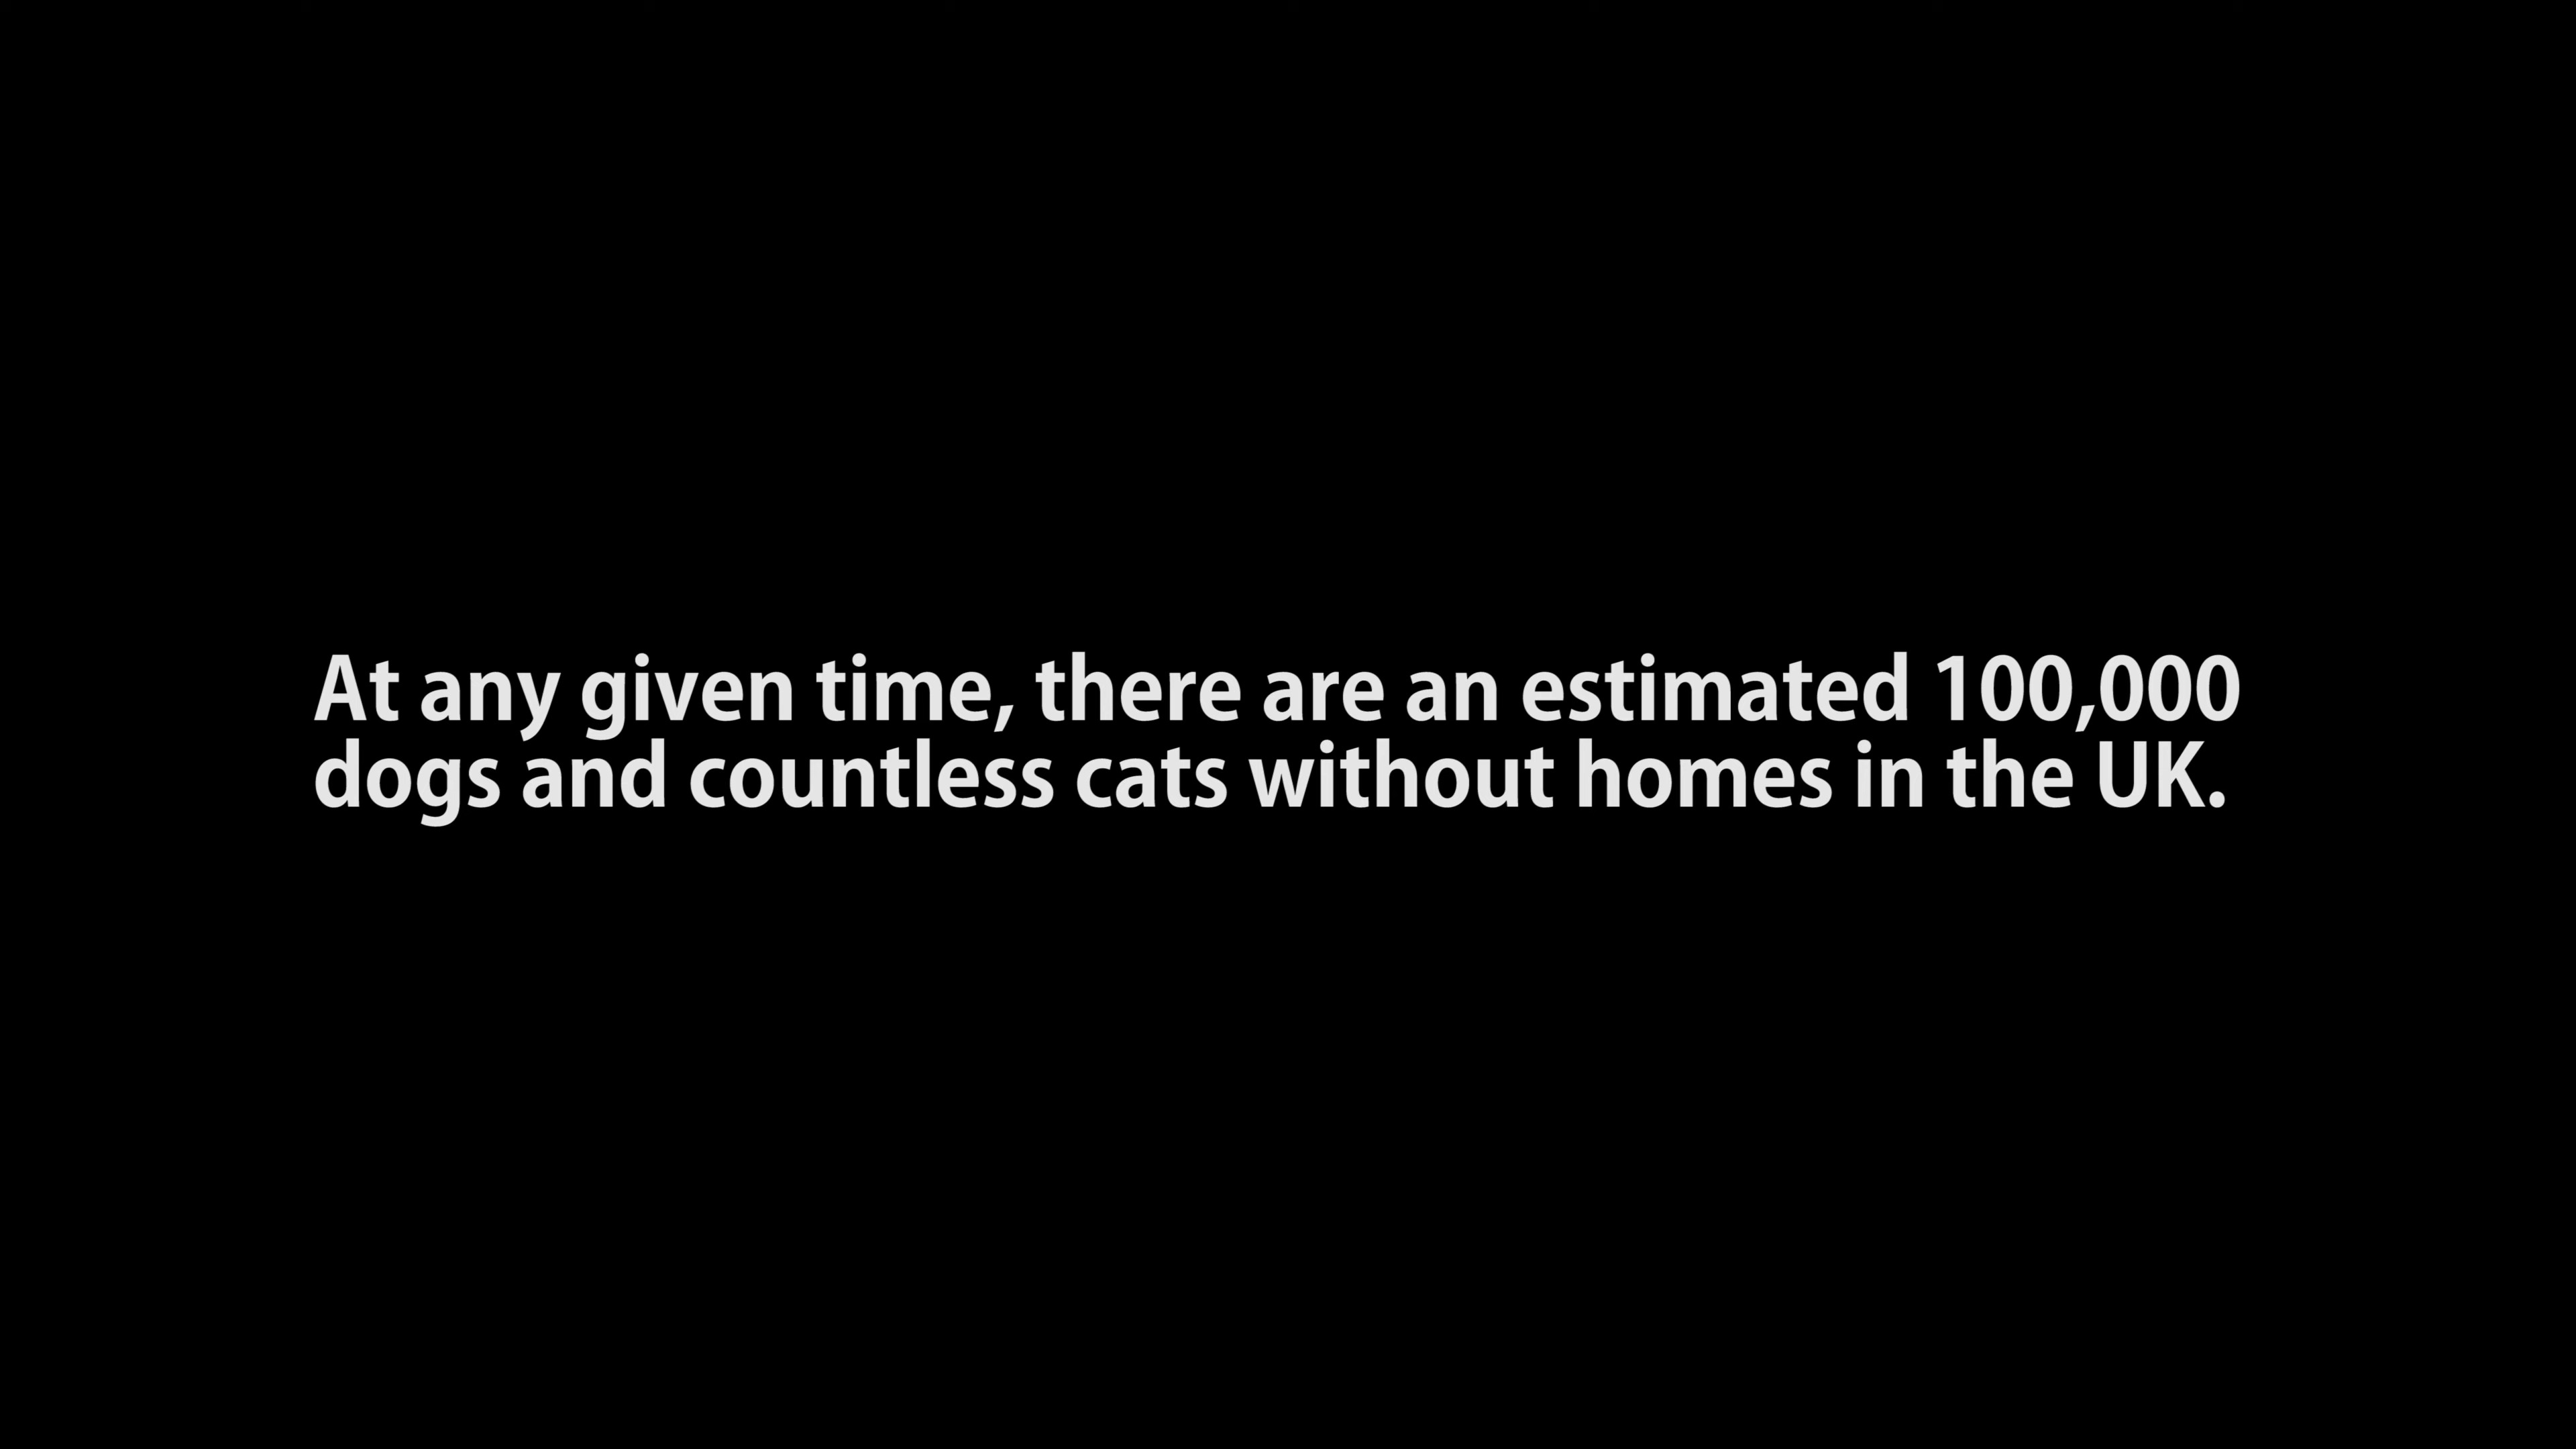 At any given time, there are an estimated 100,000
dogs and countless cats without homes in the UK.